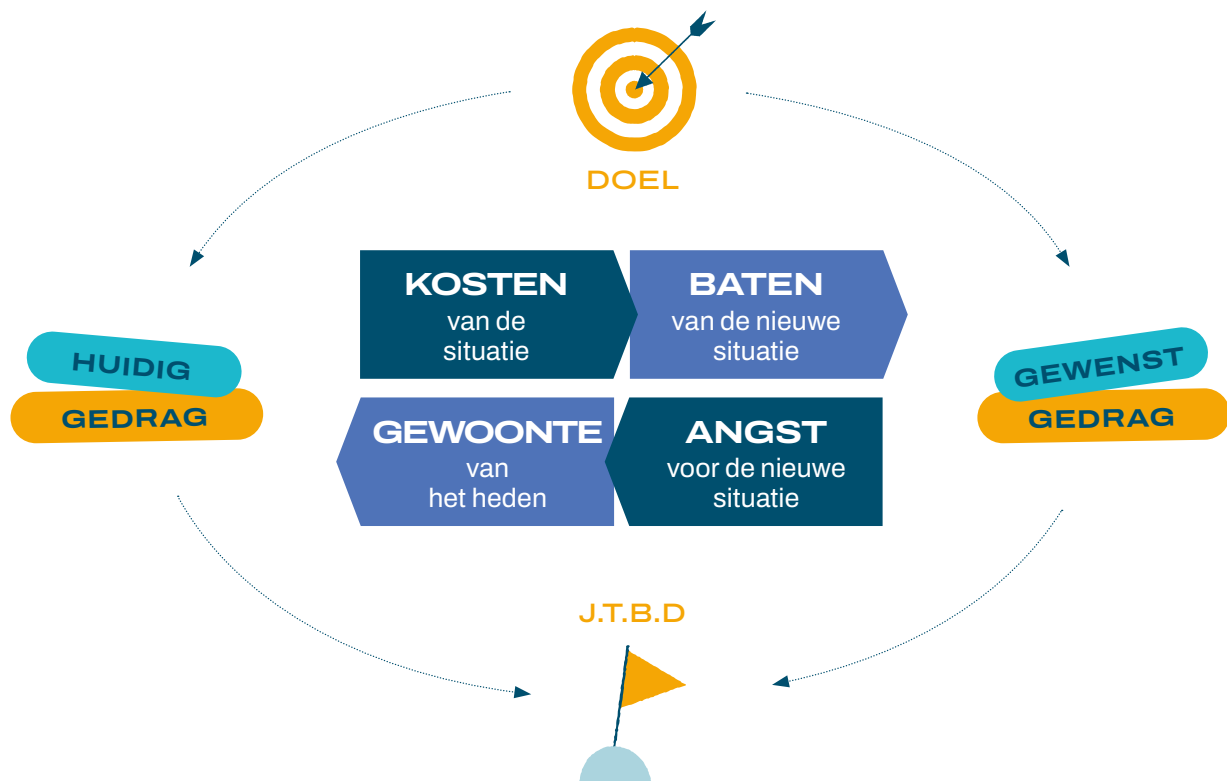 DOEL
KOSTEN
van de
situatie
BATEN
van de nieuwe
situatie
HUIDIG
GEDRAG
GEWENST
GEDRAG
GEWOONTE
van
het heden
ANGST
voor de nieuwe
situatie
J.T.B.D